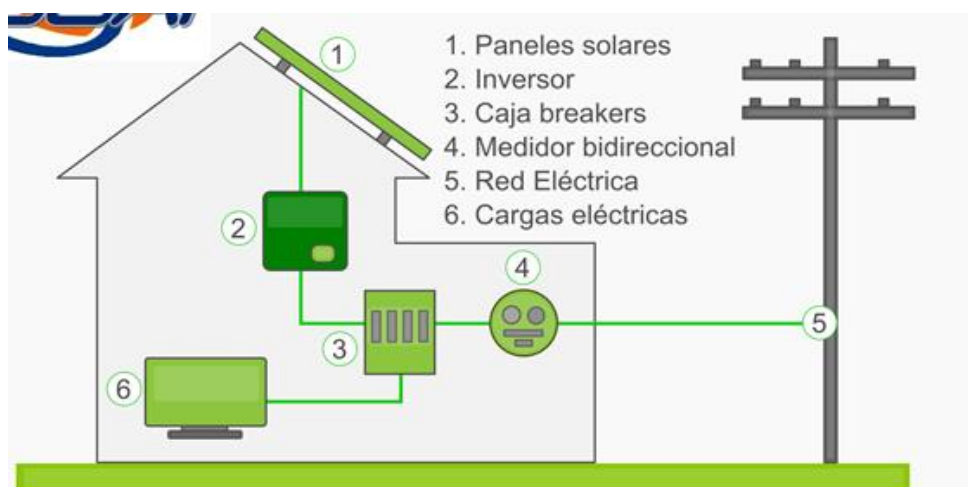 1. Paneles solares
2. Inversor
3. Caja breakers
4. Medidor bidireccional
5. Red Eléctrica
6. Cargas eléctricas
1
2
3
4
5
6